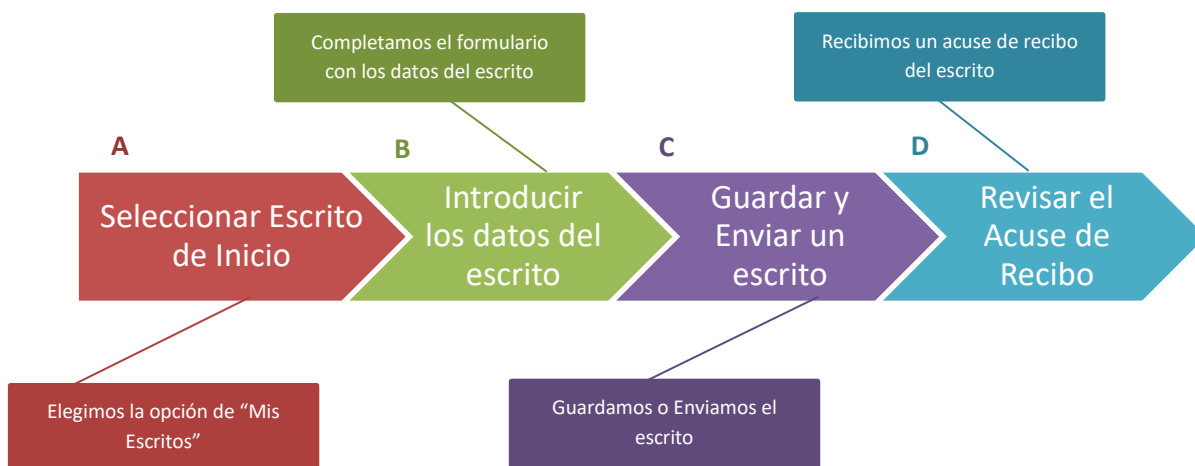 Completamos el formulario
con los datos del escrito
Recibimos un acuse de recibo
del escrito
A
B
C
D
Seleccionar Escrito
de Inicio
Introducir
los datos del
escrito
Guardar y
Enviar un
escrito
Revisar el
Acuse de
Recibo
Elegimos la opción de “Mis
Escritos”
Guardamos o Enviamos el
escrito